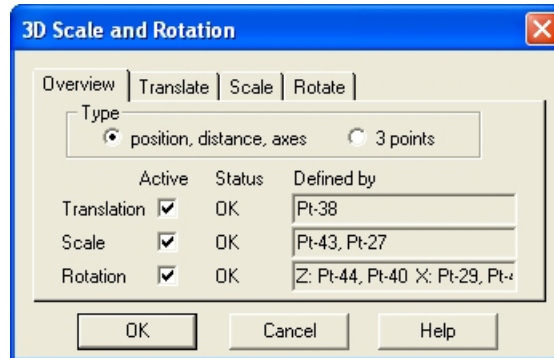 3D Scale and Rotation
Overview Translate Scale Rotate
Type
position, distance, axes 3 points
Active Status Defined by
Translation OK Pt-38
Scale OK Pt-43, Pt-27
Rotation OK Z: Pt-44, Pt-40 X: Pt-29, Pt-
OK Cancel Help